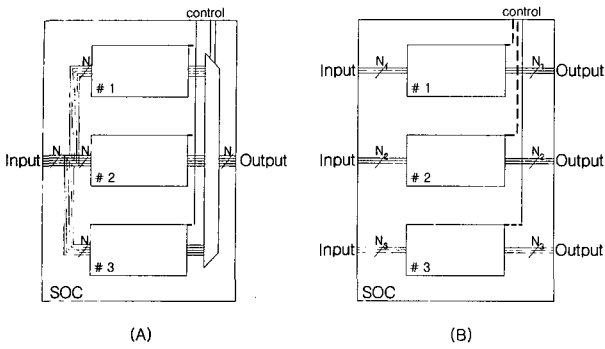 control
N
# 1
Input
N
N
# 2
N
Output
N
# 3
SOC
(A)
control
Input
N1
# 1
N1
Output
Input
N2
# 2
N2
Output
Input
N3
# 3
N3
Output
SOC
(B)